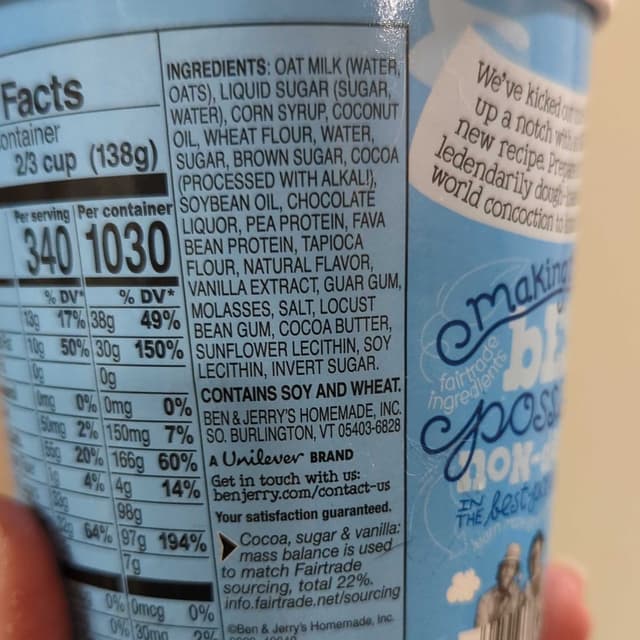 Facts
container
2/3 cup (138g)
Per serving Per container
340 1030
% DV* % DV*
13g 17% 38g 49%
10g 50% 30g 150%
0g 0g
0mg 0% 0mg 0%
50mg 2% 150mg 7%
20% 166g 60%
4% 4g 14%
98g
64% 97g 194%
7g
0% 0mcg 0%
0% 30mg 2%
INGREDIENTS: OAT MILK (WATER,
OATS), LIQUID SUGAR (SUGAR,
WATER), CORN SYRUP, COCONUT
OIL, WHEAT FLOUR, WATER,
SUGAR, BROWN SUGAR, COCOA
(PROCESSED WITH ALKALI),
SOYBEAN OIL, CHOCOLATE
LIQUOR, PEA PROTEIN, FAVA
BEAN PROTEIN, TAPIOCA
FLOUR, NATURAL FLAVOR,
VANILLA EXTRACT, GUAR GUM,
MOLASSES, SALT, LOCUST
BEAN GUM, COCOA BUTTER,
SUNFLOWER LECITHIN, SOY
LECITHIN, INVERT SUGAR.
CONTAINS SOY AND WHEAT.
BEN & JERRY'S HOMEMADE, INC.
SO. BURLINGTON, VT 05403-6828
A Unilever BRAND
Get in touch with us:
benjerry.com/contact-us
Your satisfaction guaranteed.
Cocoa, sugar & vanilla:
mass balance is used
to match Fairtrade
sourcing, total 22%.
info.fairtrade.net/sourcing
©Ben & Jerry's Homemade, Inc.
We've kicked
up a notch with
new recipe.
ledendarily dough
world concoction
making
fairtrade
ingredients
IN
THE best